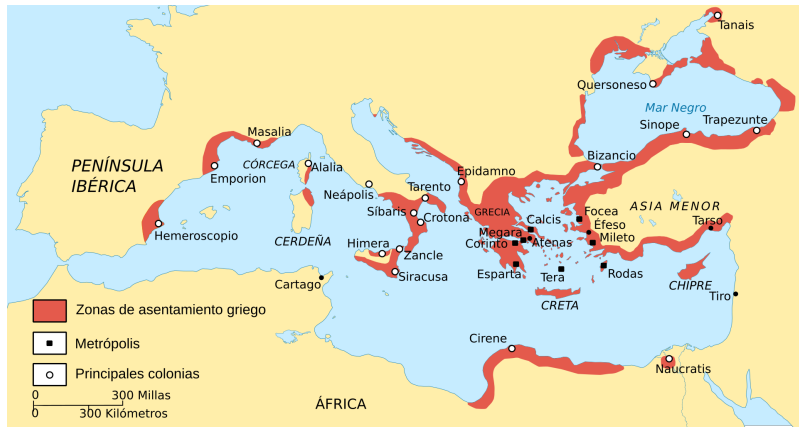 Tanais
Quersoneso
Mar Negro
Sinope
Trapezunte
Masalia
CÓRCEGA
Alalia
Bizancio
PENÍNSULA
IBÉRICA
Emporion
Epidamno
Neápolis
Tarento
ASIA MENOR
Síbaris
Crotona
GRECIA
Calcis
Focea
Tarso
Hemeroscopio
Megara
Éfeso
CERDEÑA
Himera
Corinto
Atenas
Mileto
Zancle
Cartago
Siracusa
Esparta
Tera
Rodas
CHIPRE
Tiro
CRETA
Zonas de asentamiento griego
Metrópolis
Cirene
Principales colonias
Naucratis
0 300 Millas
0 300 Kilómetros
ÁFRICA